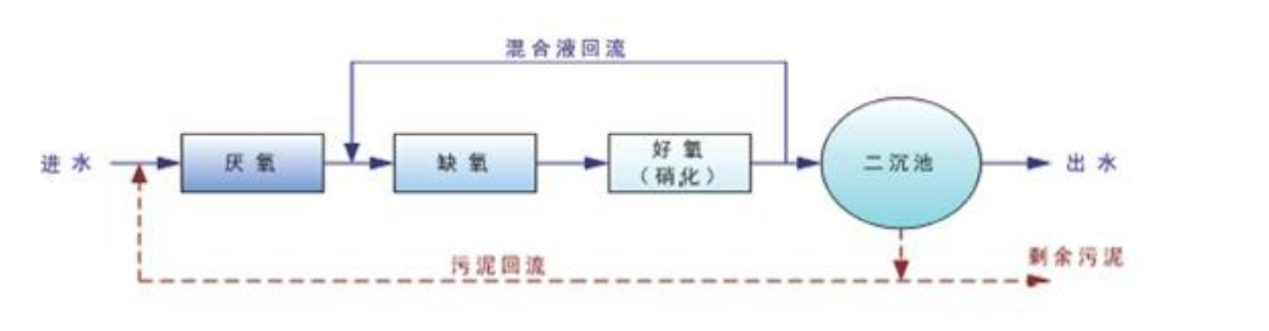 混合液回流
进水
厌氧
缺氧
好氧
（硝化）
二沉池
出水
污泥回流
剩余污泥